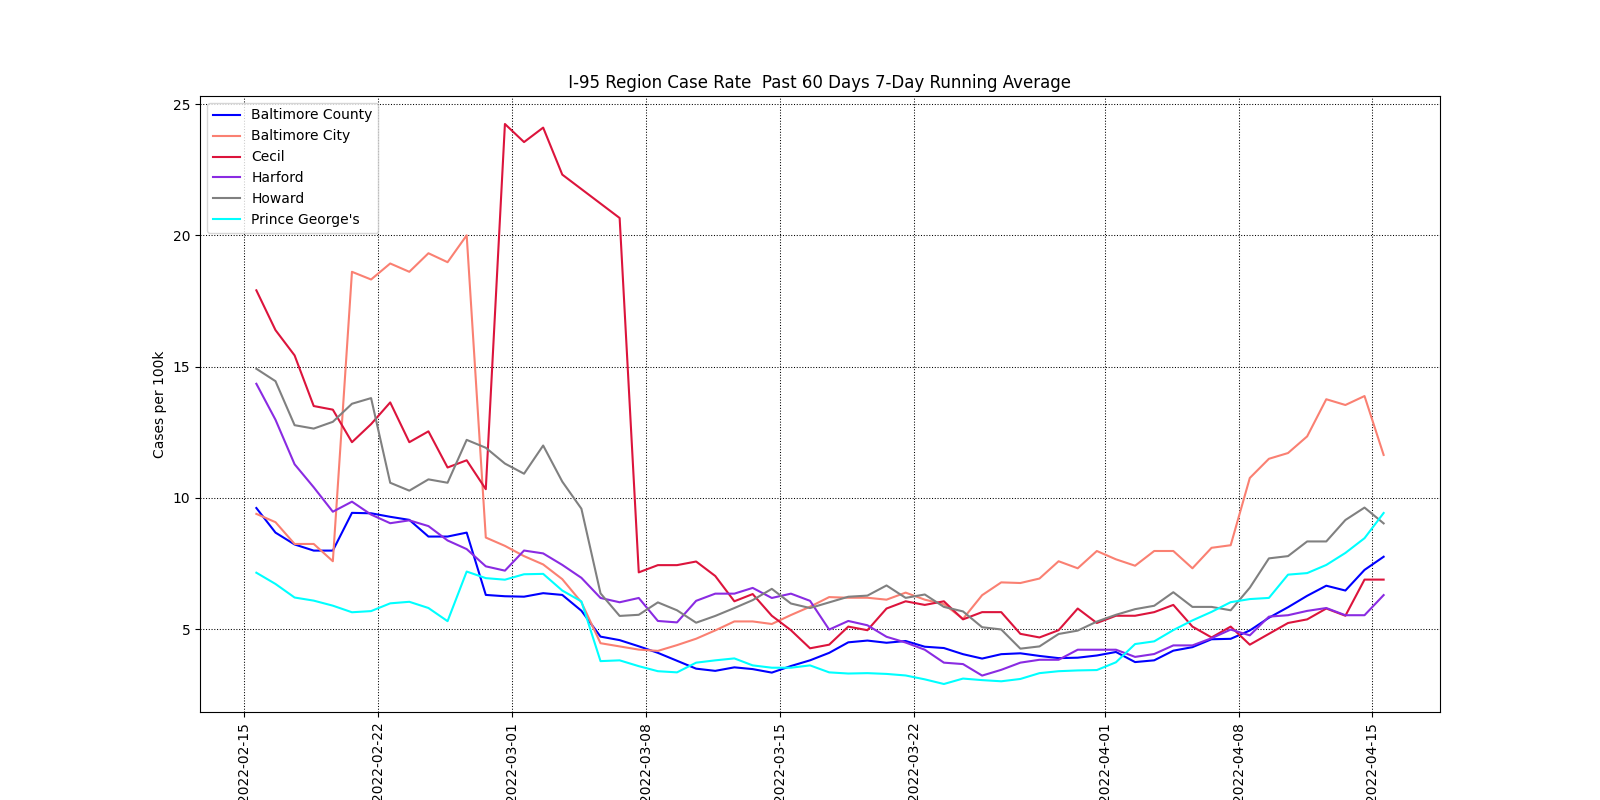 I-95 Region Case Rate  Past 60 Days 7-Day Running Average
Baltimore County
Baltimore City
Cecil
Harford
Howard
Prince George's
Cases per 100k
25
20
15
10
5
2022-02-15
2022-02-22
2022-03-01
2022-03-08
2022-03-15
2022-03-22
2022-04-01
2022-04-08
2022-04-15